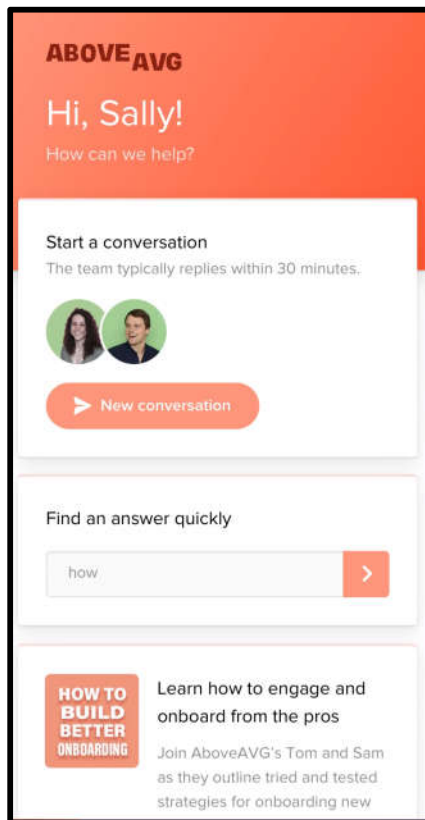 ABOVE AVG
Hi, Sally!
How can we help?
Start a conversation
The team typically replies within 30 minutes.
New conversation
Find an answer quickly
how
HOW TO
BUILD
BETTER
ONBOARDING
Learn how to engage and
onboard from the pros
Join AboveAVG's Tom and Sam
as they outline tried and tested
strategies for onboarding new